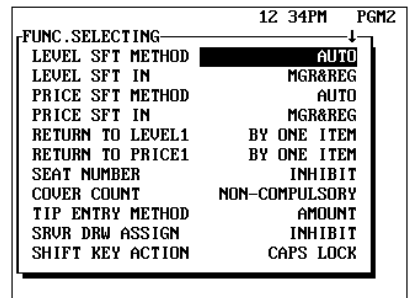 12 34PM PGM2
FUNC.SELECTING ↓
LEVEL SFT METHOD AUTO
LEVEL SFT IN MGR&REG
PRICE SFT METHOD AUTO
PRICE SFT IN MGR&REG
RETURN TO LEVEL1 BY ONE ITEM
RETURN TO PRICE1 BY ONE ITEM
SEAT NUMBER INHIBIT
COVER COUNT NON-COMPULSORY
TIP ENTRY METHOD AMOUNT
SRVR DRW ASSIGN INHIBIT
SHIFT KEY ACTION CAPS LOCK